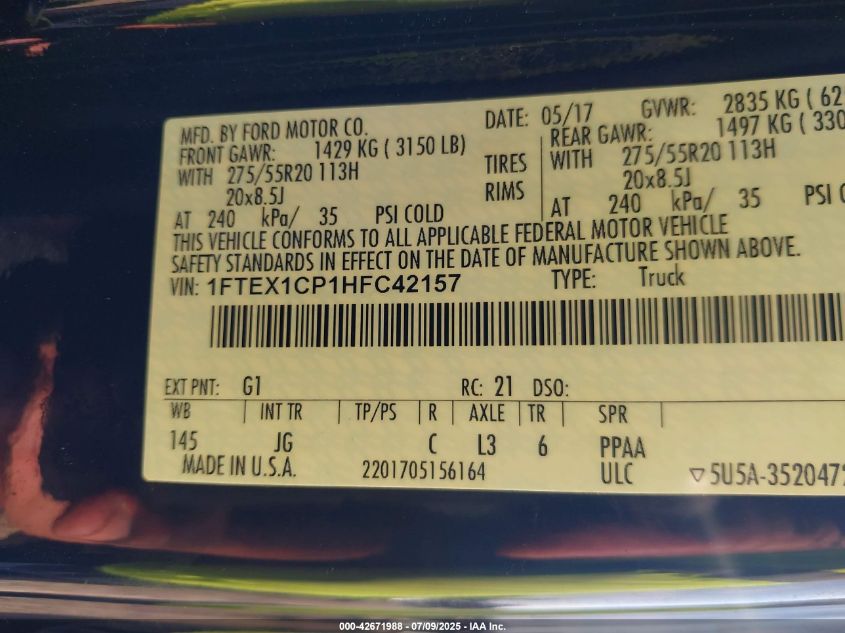 MFD. BY FORD MOTOR CO. DATE: 05/17 GVWR: 2835 KG ( 62
FRONT GAWR: 1429 KG ( 3150 LB) REAR GAWR: 1497 KG ( 330
WITH 275/55R20 113H TIRES WITH 275/55R20 113H
20x8.5J RIMS 20x8.5J
AT 240 kPa/ 35 PSI COLD AT 240 kPa/ 35 PSI C
THIS VEHICLE CONFORMS TO ALL APPLICABLE FEDERAL MOTOR VEHICLE
SAFETY STANDARDS IN EFFECT ON THE DATE OF MANUFACTURE SHOWN ABOVE.
VIN: 1FTEX1CP1HFC42157 TYPE: Truck
EXT PNT: G1 RC: 21 DSO:
WB INT TR TP/PS R AXLE TR SPR
145 JG C L3 6 PPAA
MADE IN U.S.A. 2201705156164 ULC ▽5U5A-3520472
000-42671988 - 07/09/2025 - IAA Inc.